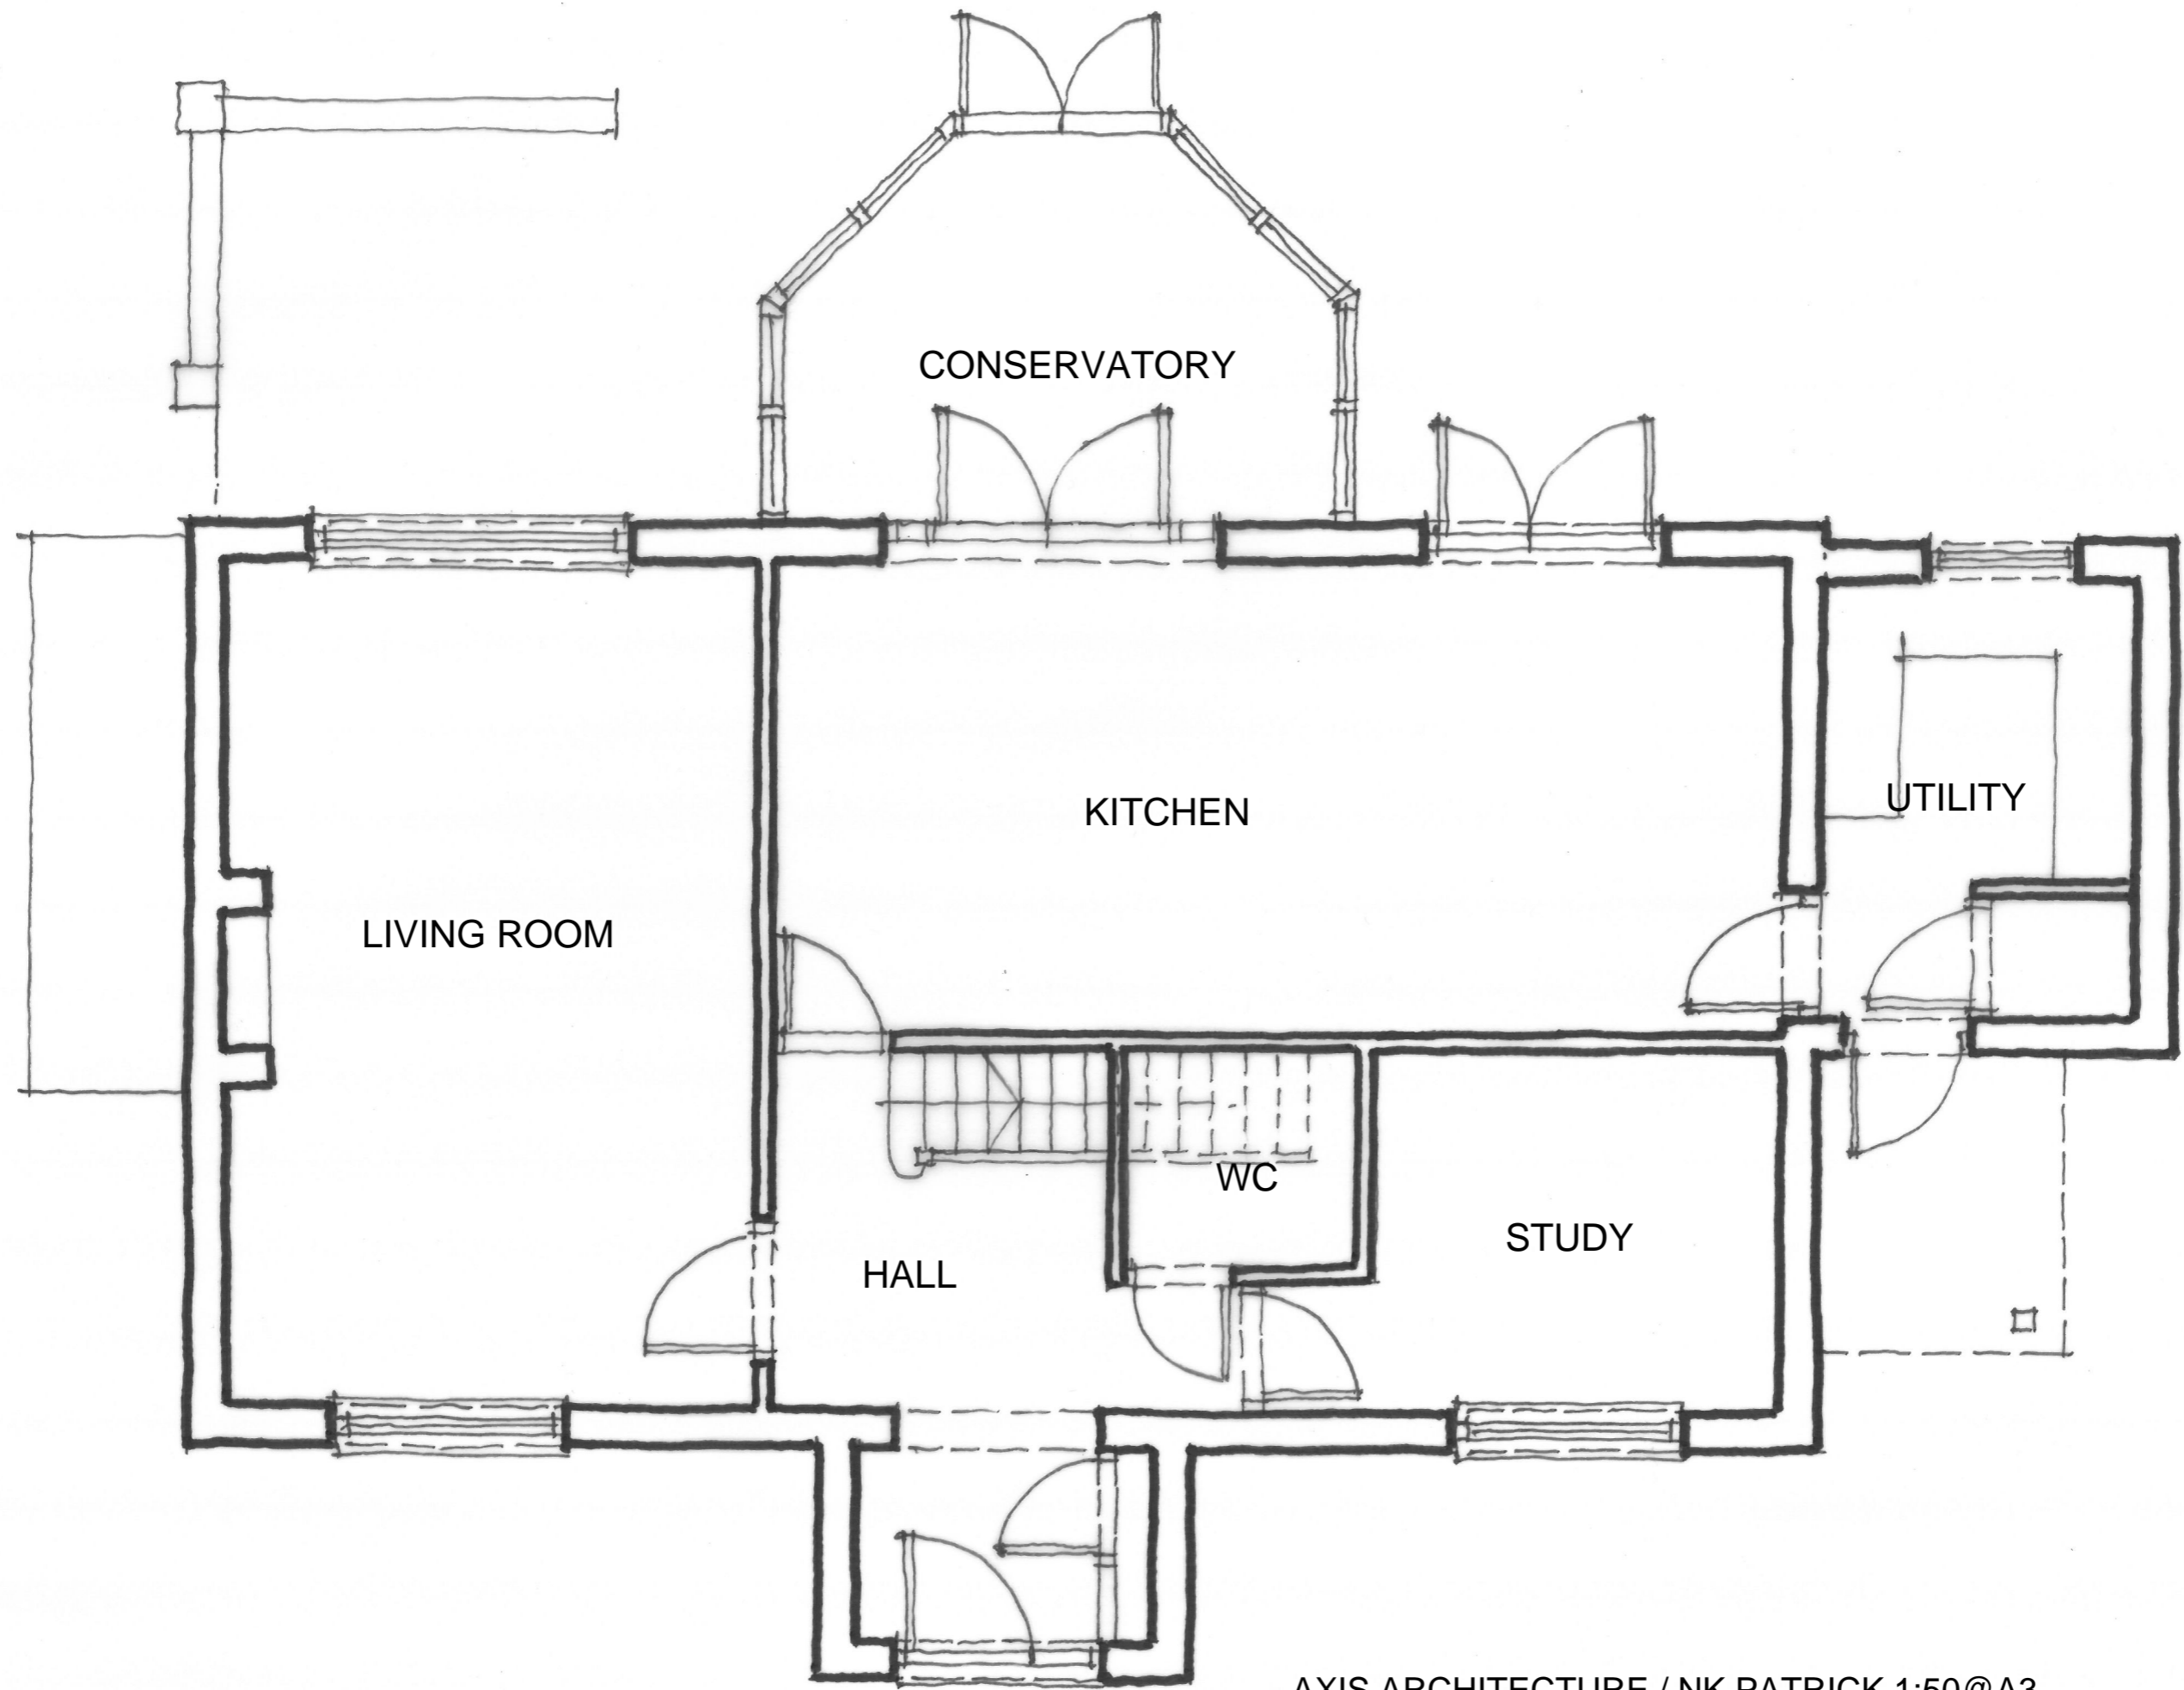 CONSERVATORY
KITCHEN
UTILITY
LIVING ROOM
WC
STUDY
HALL
AXIS ARCHITECTURE / NK PATRICK 1:50@A3